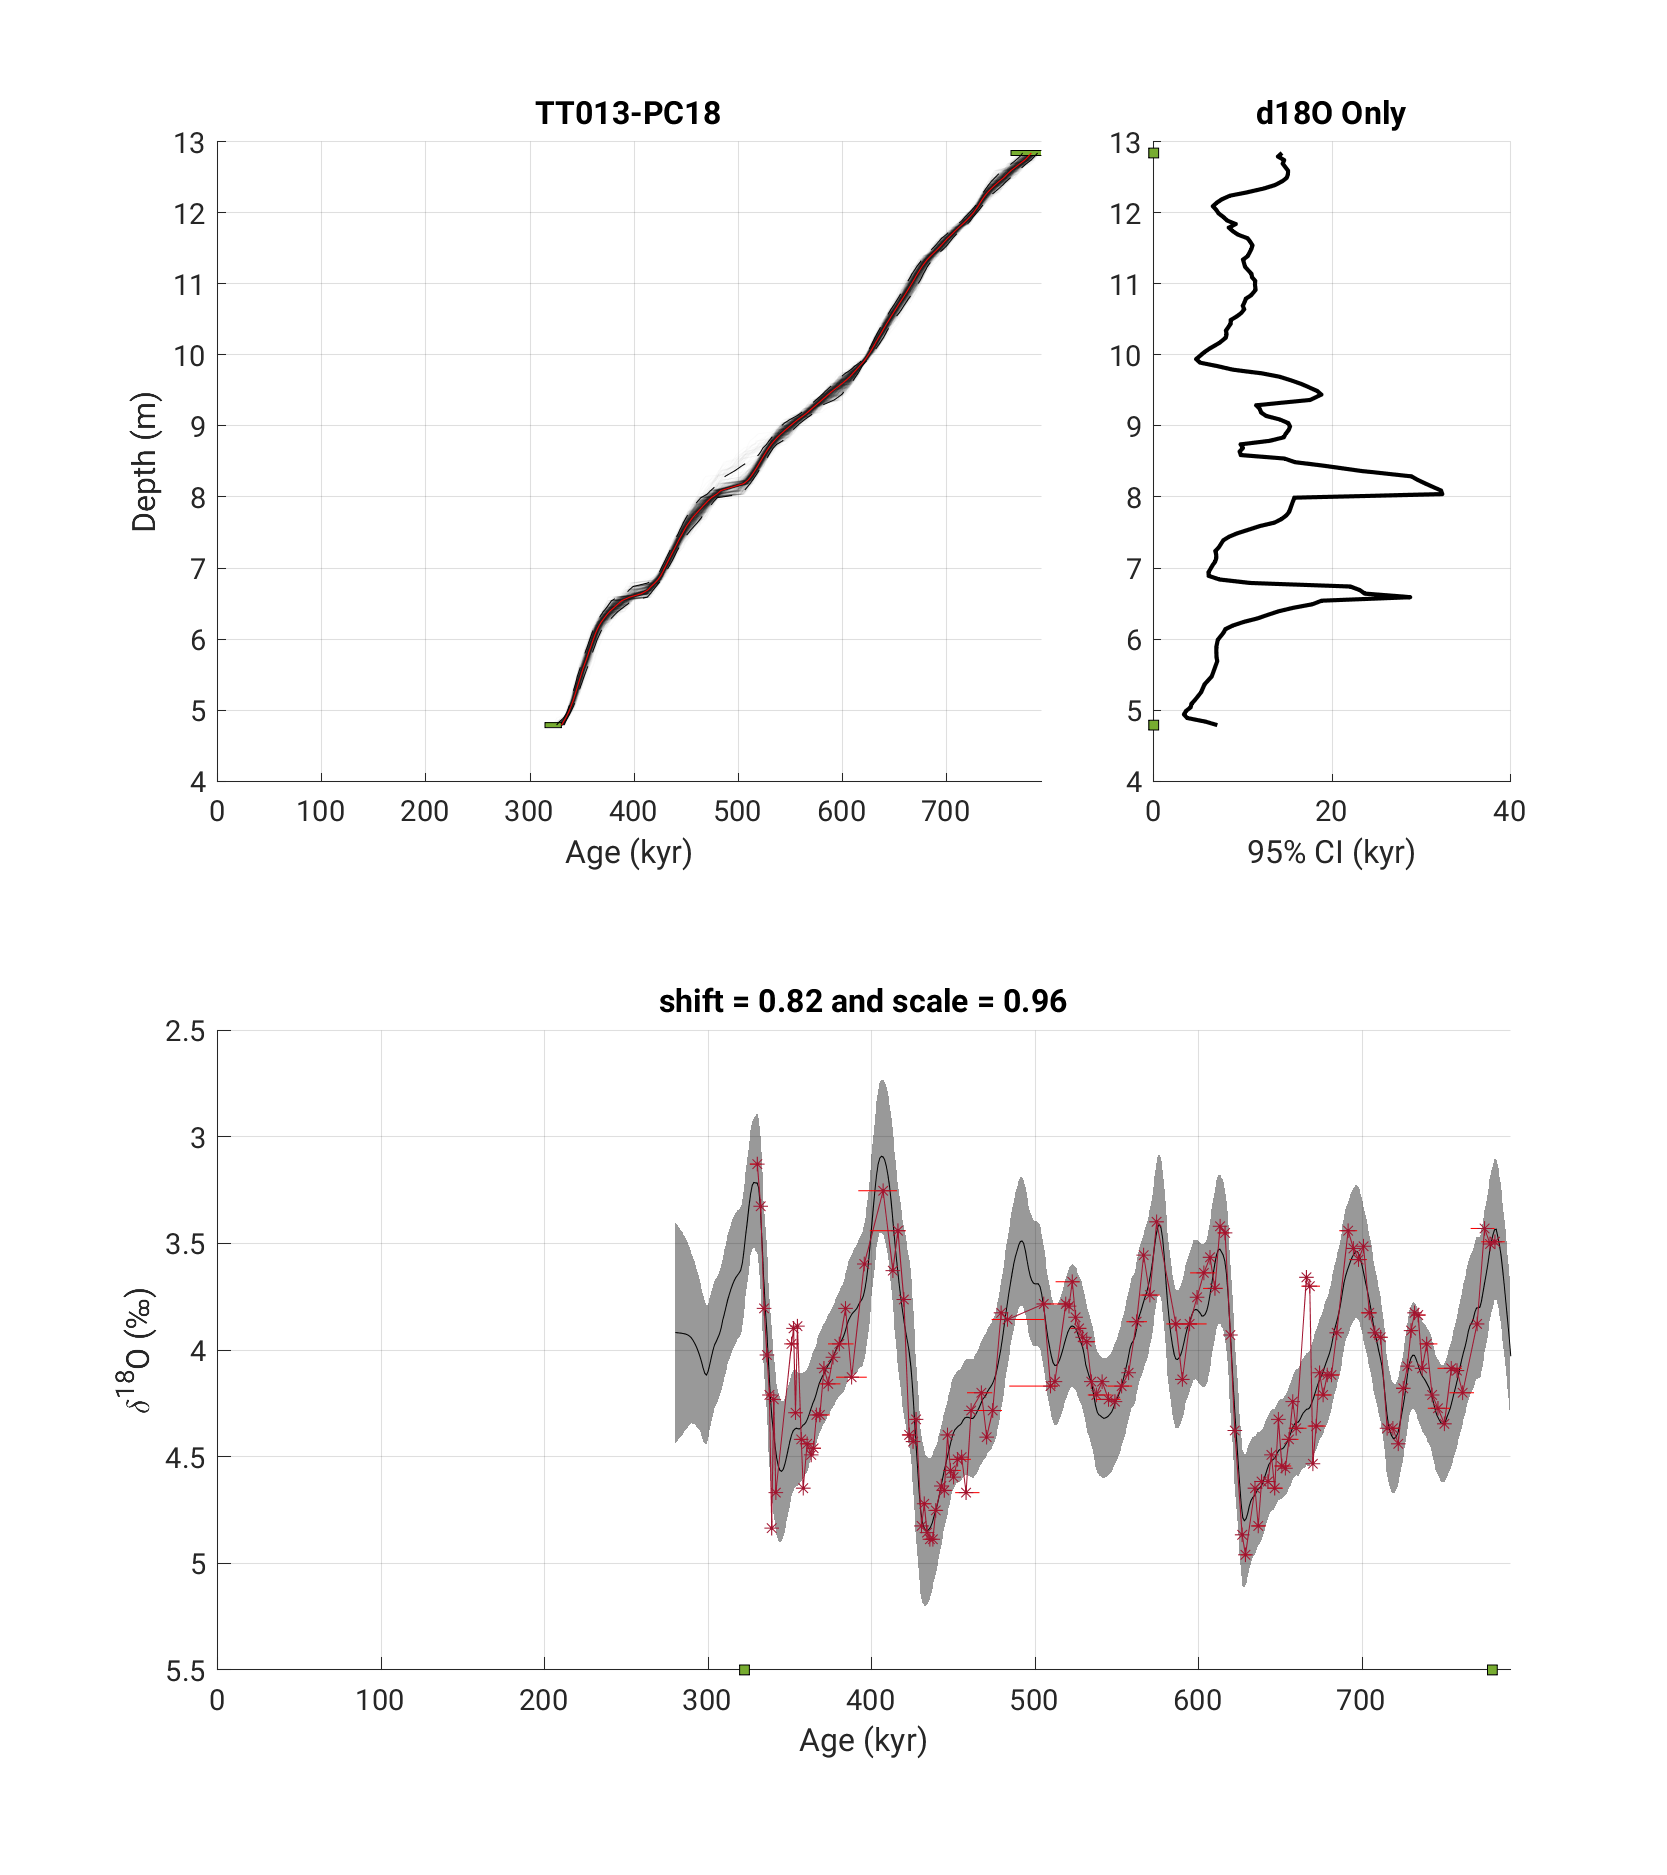 TT013-PC18
d18O Only
13
12
11
10
9
8
7
6
5
4
Depth (m)
0 100 200 300 400 500 600 700
Age (kyr)
13
12
11
10
9
8
7
6
5
4
0 20 40
95% CI (kyr)
shift = 0.82 and scale = 0.96
2.5
3
3.5
4
4.5
5
5.5
δ18O (‰)
0 100 200 300 400 500 600 700
Age (kyr)